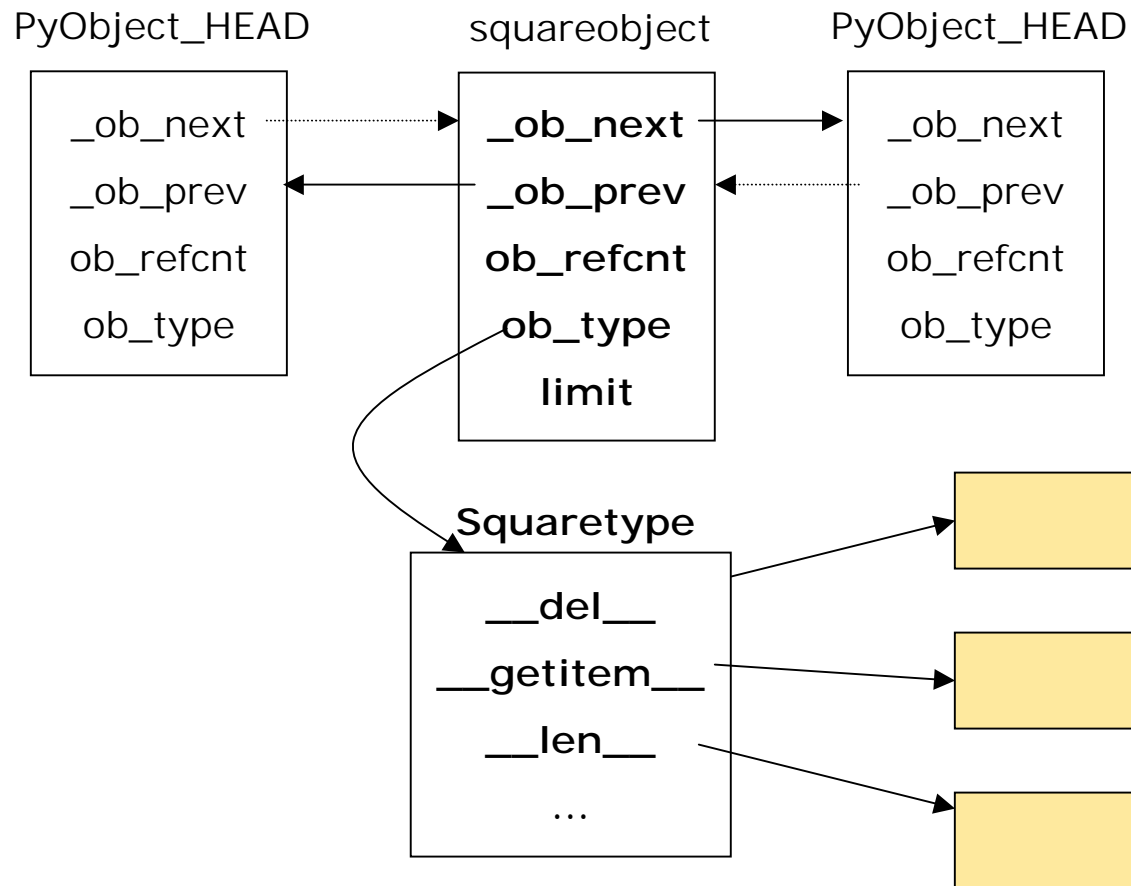 PyObject_HEAD
squareobject
PyObject_HEAD
_ob_next
_ob_prev
ob_refcnt
ob_type
_ob_next
_ob_prev
ob_refcnt
ob_type
limit
_ob_next
_ob_prev
ob_refcnt
ob_type
Squaretype
__del__
__getitem__
__len__
...